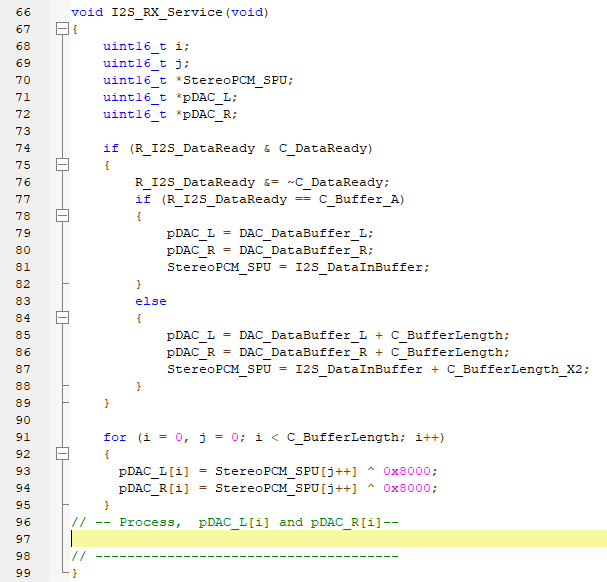 66 void I2S_RX_Service(void)
67 {
68 uint16_t i;
69 uint16_t j;
70 uint16_t *StereoPCM_SPU;
71 uint16_t *pDAC_L;
72 uint16_t *pDAC_R;
73
74 if (R_I2S_DataReady & C_DataReady)
75 {
76 R_I2S_DataReady &= ~C_DataReady;
77 if (R_I2S_DataReady == C_Buffer_A)
78 {
79 pDAC_L = DAC_DataBuffer_L;
80 pDAC_R = DAC_DataBuffer_R;
81 StereoPCM_SPU = I2S_DataInBuffer;
82 }
83 else
84 {
85 pDAC_L = DAC_DataBuffer_L + C_BufferLength;
86 pDAC_R = DAC_DataBuffer_R + C_BufferLength;
87 StereoPCM_SPU = I2S_DataInBuffer + C_BufferLength_X2;
88 }
89 }
90
91 for (i = 0, j = 0; i < C_BufferLength; i++)
92 {
93 pDAC_L[i] = StereoPCM_SPU[j++] ^ 0x8000;
94 pDAC_R[i] = StereoPCM_SPU[j++] ^ 0x8000;
95 }
96 // -- Process,  pDAC_L[i] and pDAC_R[i]--
97
98 // --------------------------------------
99 }